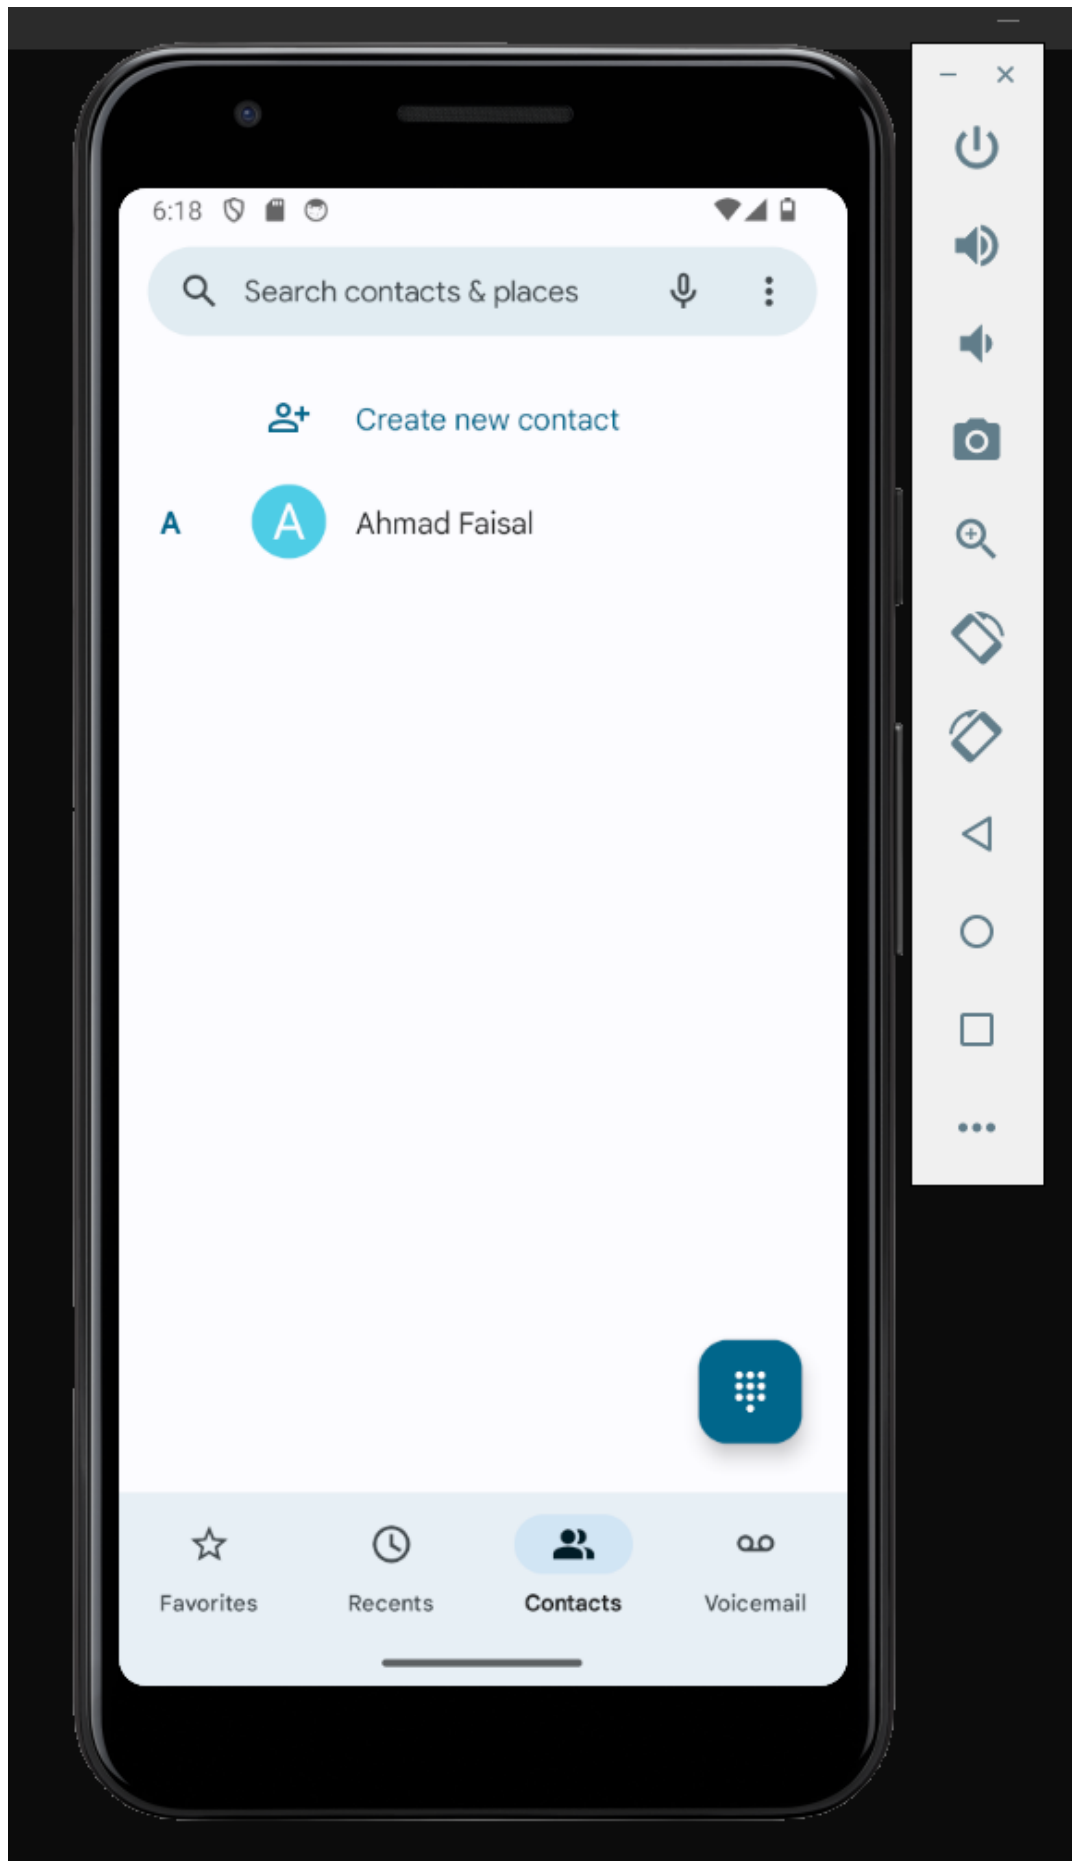 6:18
Search contacts & places
Create new contact
A
A
Ahmad Faisal
Favorites
Recents
Contacts
Voicemail